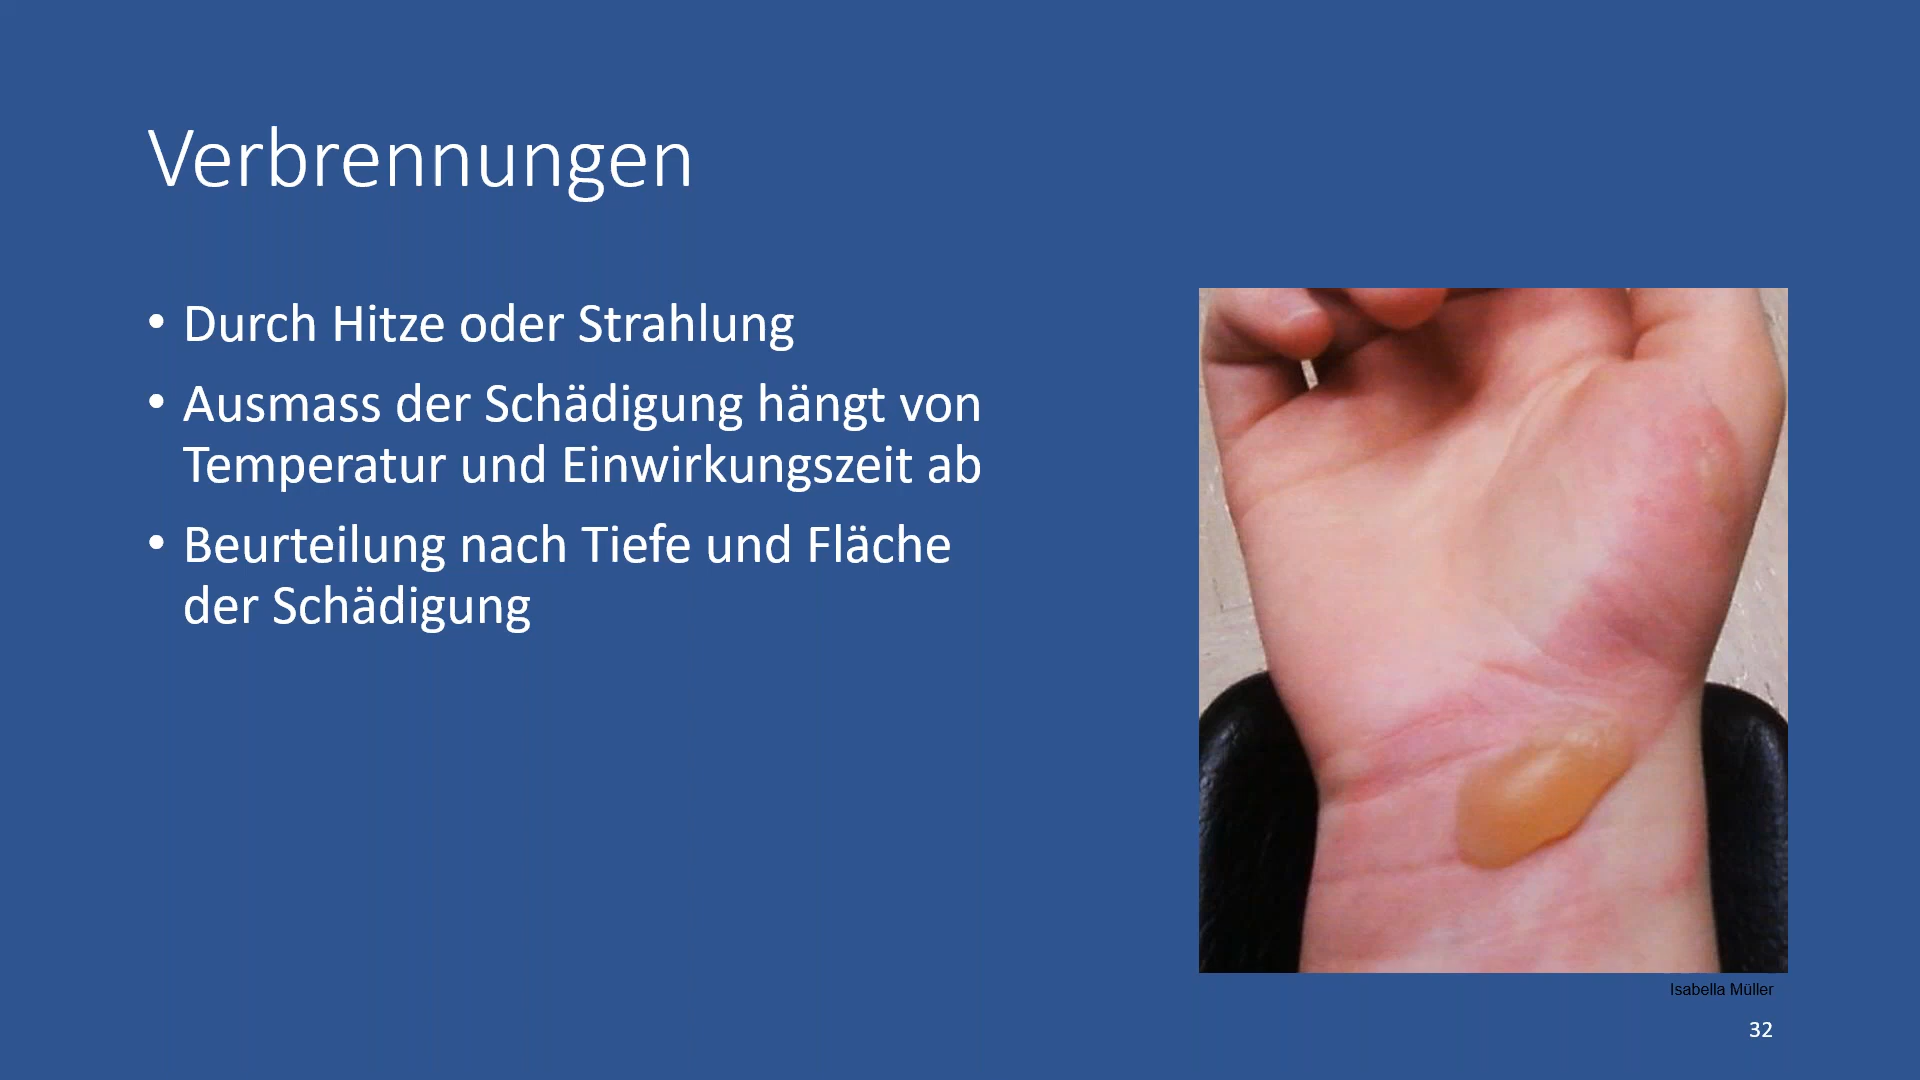 Verbrennungen
• Durch Hitze oder Strahlung
• Ausmass der Schädigung hängt von
Temperatur und Einwirkungszeit ab
• Beurteilung nach Tiefe und Fläche
der Schädigung
Isabella Müller
32